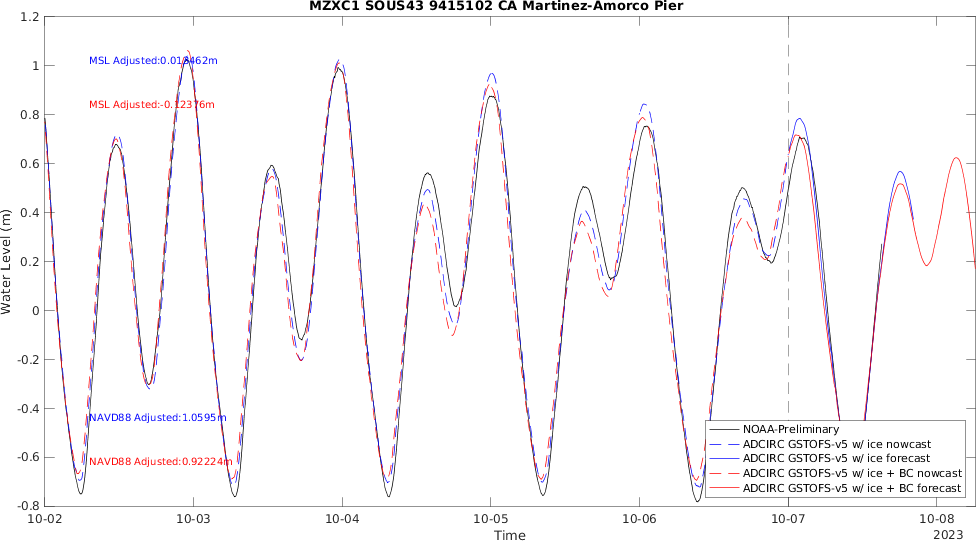 MZXC1 SOUS43 9415102 CA Martinez-Amorco Pier
1.2
1
0.8
0.6
0.4
0.2
0
-0.2
-0.4
-0.6
-0.8
Water Level (m)
MSL Adjusted:0.013462m
MSL Adjusted:-0.12376m
NAVD88 Adjusted:1.0595m
NAVD88 Adjusted:0.92224m
NOAA-Preliminary
ADCIRC GSTOFS-v5 w/ ice nowcast
ADCIRC GSTOFS-v5 w/ ice forecast
ADCIRC GSTOFS-v5 w/ ice + BC nowcast
ADCIRC GSTOFS-v5 w/ ice + BC forecast
10-02
10-03
10-04
10-05
10-06
10-07
10-08
Time
2023